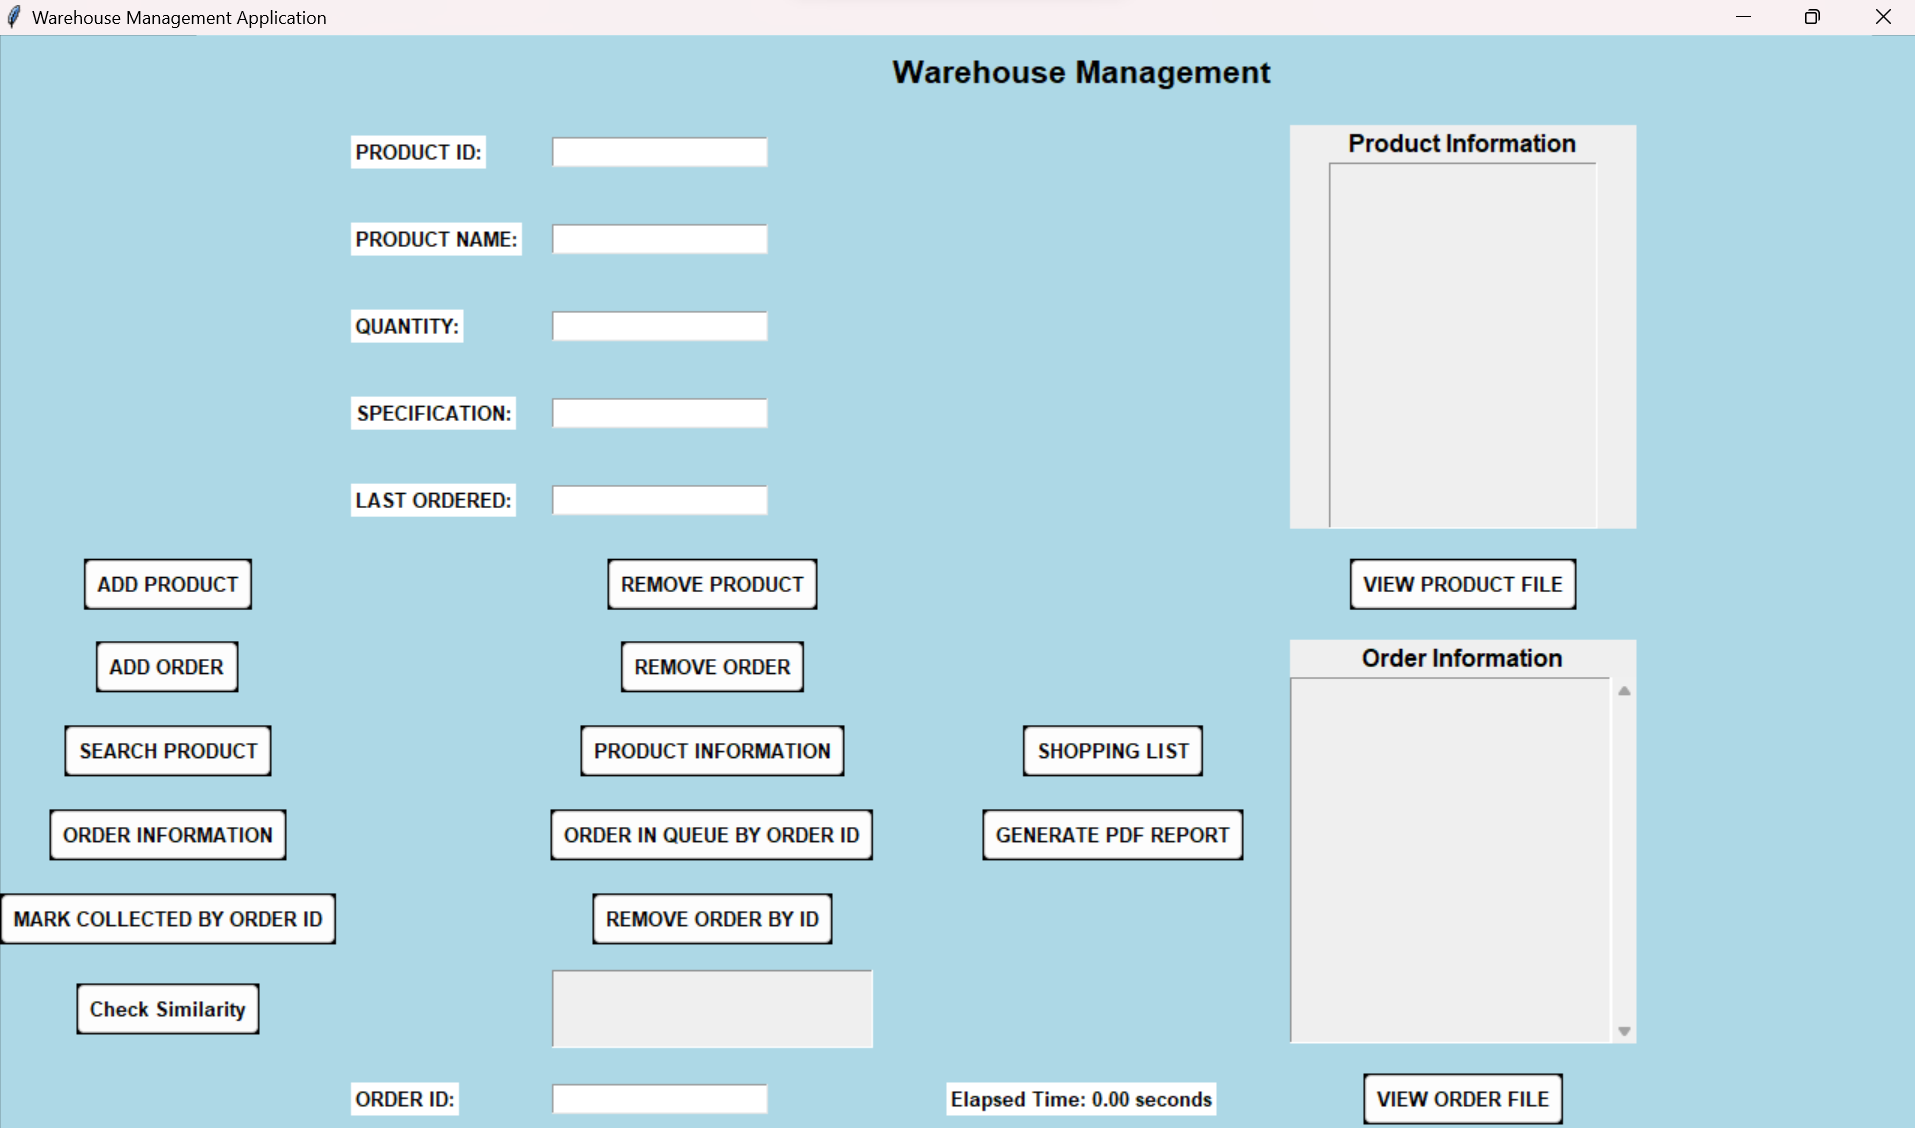 Warehouse Management Application
Warehouse Management
PRODUCT ID:
Product Information
PRODUCT NAME:
QUANTITY:
SPECIFICATION:
LAST ORDERED:
ADD PRODUCT
REMOVE PRODUCT
VIEW PRODUCT FILE
ADD ORDER
REMOVE ORDER
Order Information
SEARCH PRODUCT
PRODUCT INFORMATION
SHOPPING LIST
ORDER INFORMATION
ORDER IN QUEUE BY ORDER ID
GENERATE PDF REPORT
MARK COLLECTED BY ORDER ID
REMOVE ORDER BY ID
Check Similarity
ORDER ID:
Elapsed Time: 0.00 seconds
VIEW ORDER FILE